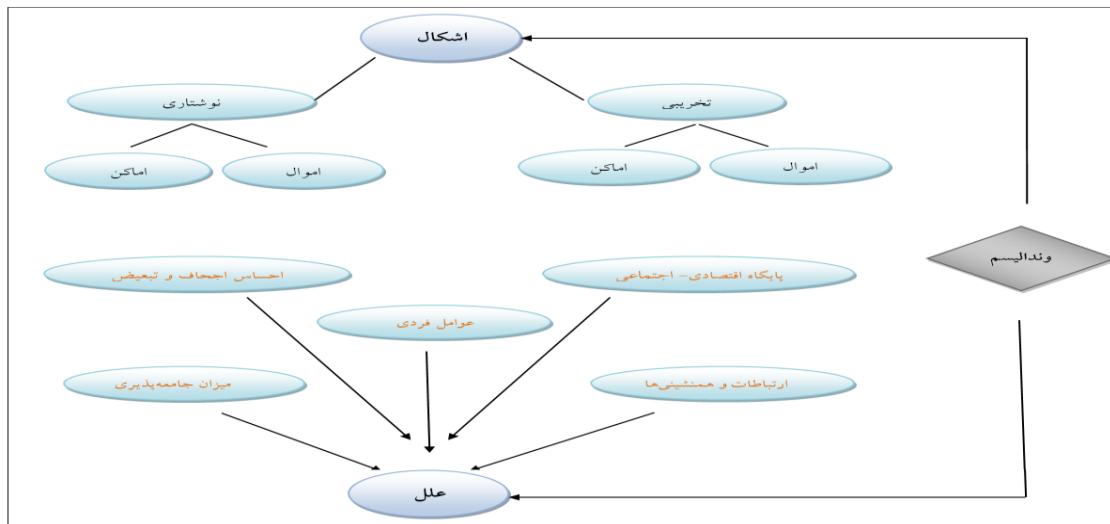 اشکال
تخریبی
نوشتاری
اموال
اماکن
اموال
اماکن
وندالیسم
پایگاه اقتصادی- اجتماعی
احساس اجحاف و تبعیض
عوامل فردی
ارتباطات و همنشینی‌ها
میزان جامعه‌پذیری
علل